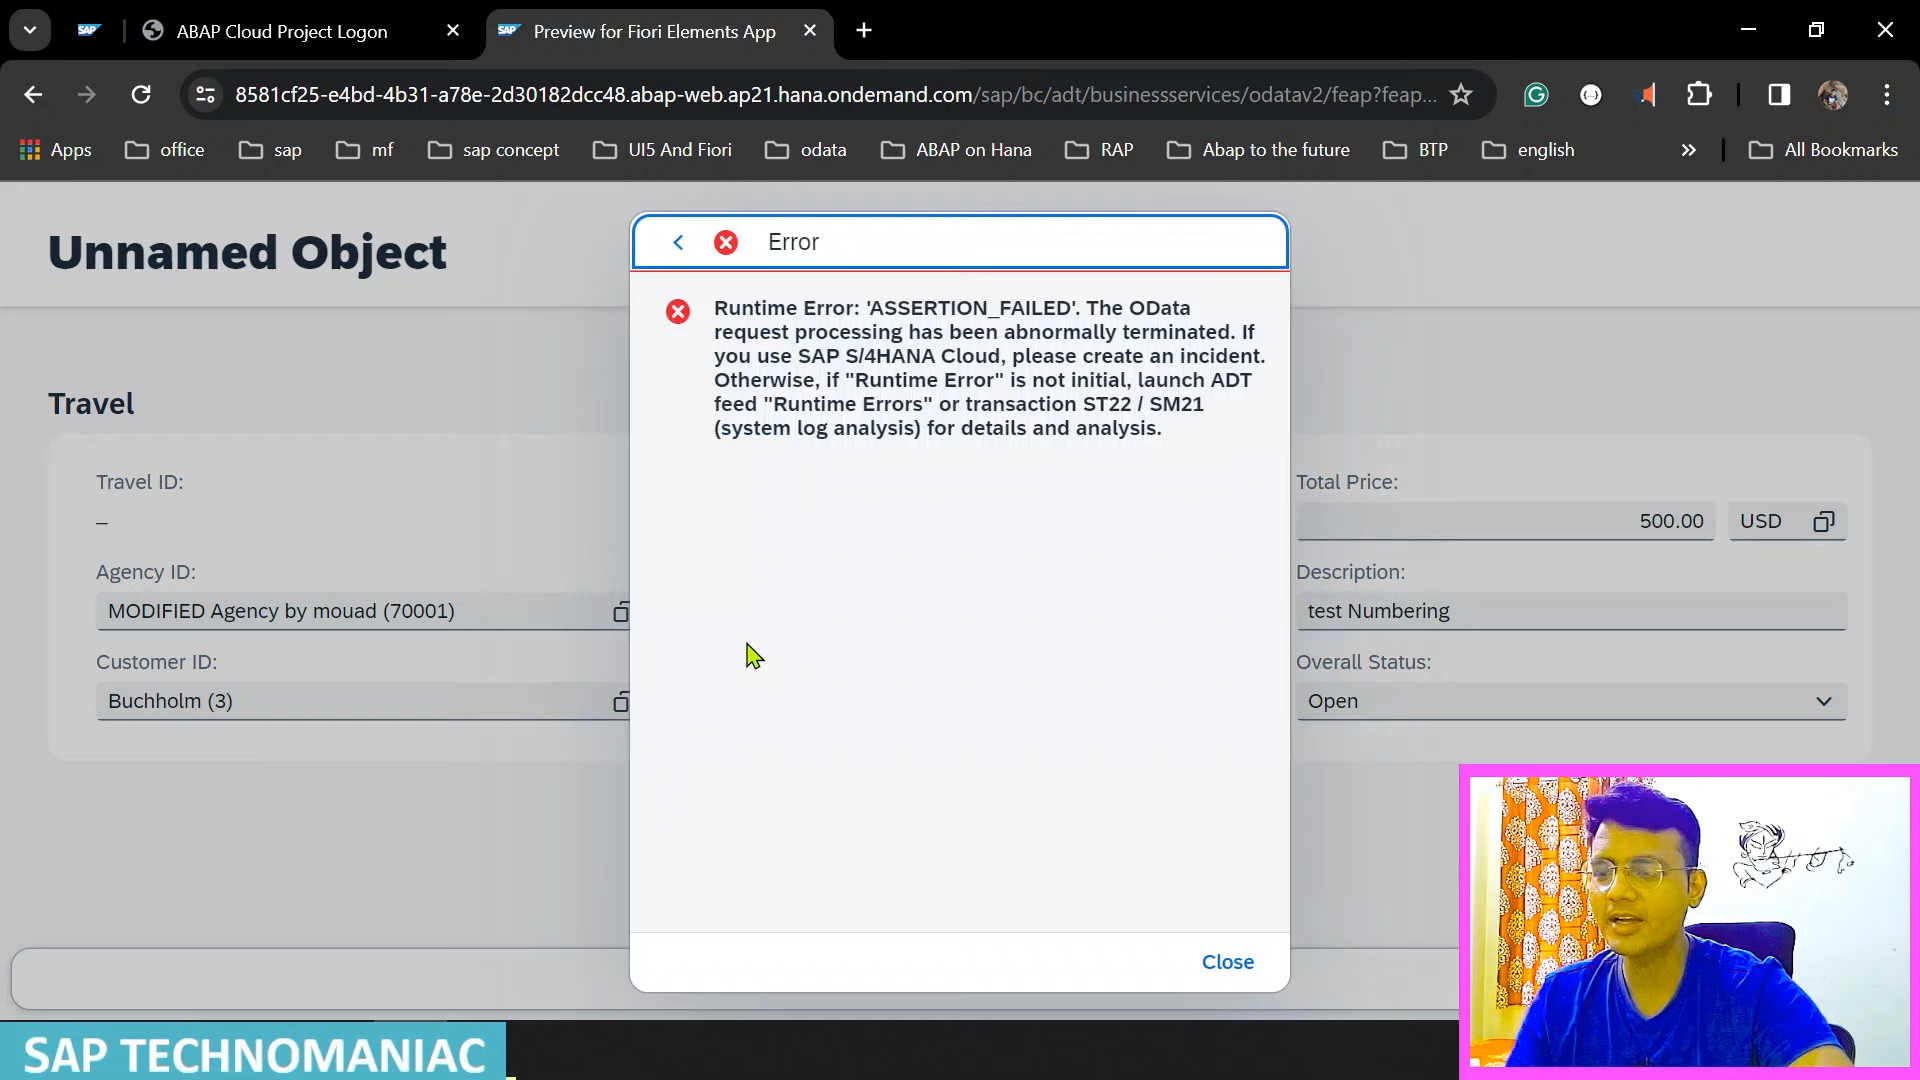 SAP
ABAP Cloud Project Logon
SAP
Preview for Fiori Elements App
8581cf25-e4bd-4b31-a78e-2d30182dcc48.abap-web.ap21.hana.ondemand.com/sap/bc/adt/businessservices/odatav2/feap?feap...
Apps
office
sap
mf
sap concept
UI5 And Fiori
odata
ABAP on Hana
RAP
Abap to the future
BTP
english
All Bookmarks
Unnamed Object
Error
Runtime Error: 'ASSERTION_FAILED'. The OData
request processing has been abnormally terminated. If
you use SAP S/4HANA Cloud, please create an incident.
Otherwise, if "Runtime Error" is not initial, launch ADT
feed "Runtime Errors" or transaction ST22 / SM21
(system log analysis) for details and analysis.
Travel
Travel ID:
–
Total Price:
500.00
USD
Agency ID:
MODIFIED Agency by mouad (70001)
Description:
test Numbering
Customer ID:
Buchholm (3)
Overall Status:
Open
Close
SAP TECHNOMANIAC